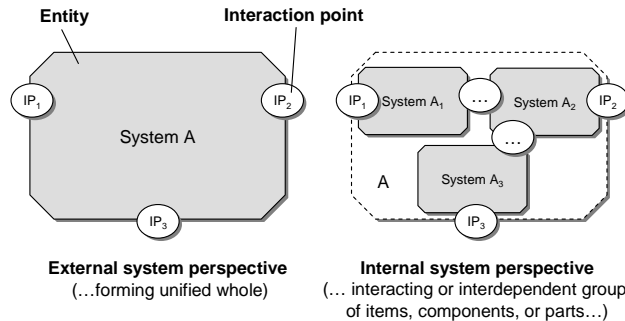 Entity
Interaction point
IP1
IP2
System A
IP3
IP1
System A1
...
System A2
IP2
...
A
System A3
IP3
External system perspective
(...forming unified whole)
Internal system perspective
(... interacting or interdependent group
of items, components, or parts...)